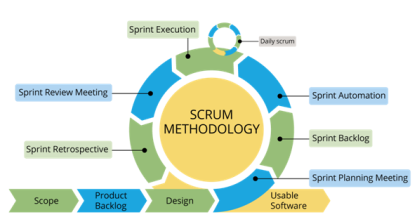 Sprint Execution
Daily scrum
Sprint Review Meeting
Sprint Automation
SCRUM
METHODOLOGY
Sprint Backlog
Sprint Retrospective
Sprint Planning Meeting
Scope
Product
Backlog
Design
Usable
Software